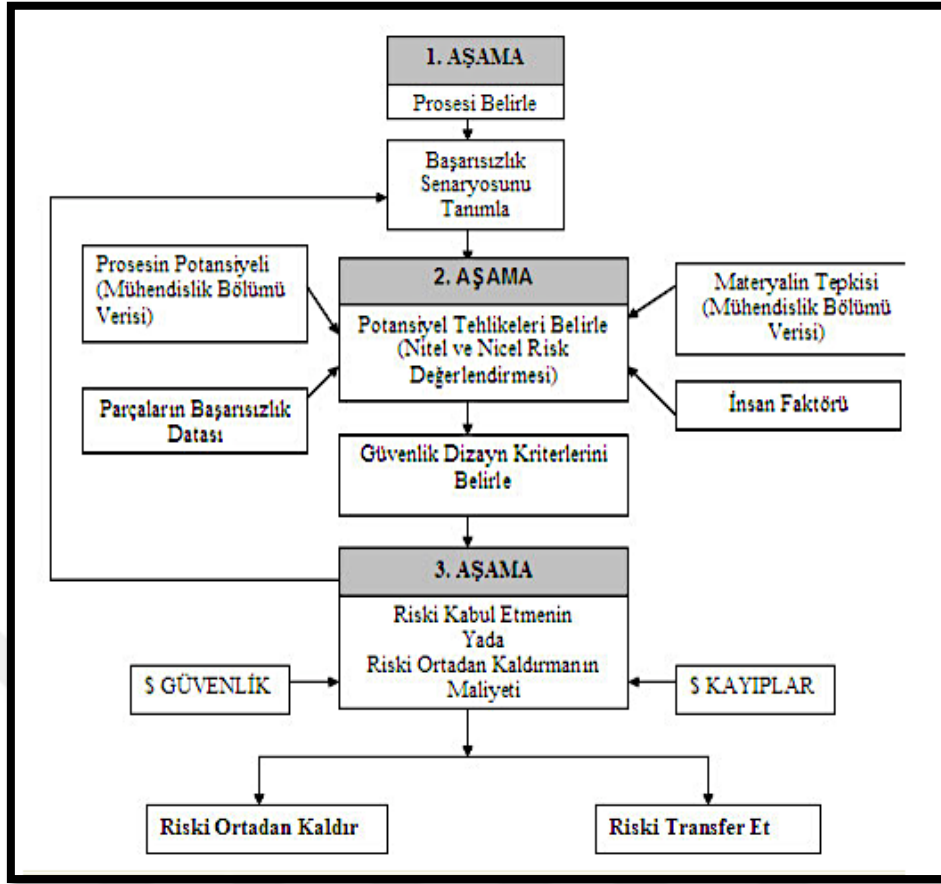 1. AŞAMA
Prosesi Belirle
Başarısızlık
Senaryosunu
Tanımla
Prosesin Potansiyeli
(Mühendislik Bölümü
Verisi)
2. AŞAMA
Potansiyel Tehlikeleri Belirle
(Nitel ve Nicel Risk
Değerlendirmesi)
Materyalin Tepkisi
(Mühendislik Bölümü
Verisi)
Parçaların Başarısızlık
Datası
İnsan Faktörü
Güvenlik Dizayn Kriterlerini
Belirle
3. AŞAMA
Riski Kabul Etmenin
Yada
Riski Ortadan Kaldırmanın
Maliyeti
$ GÜVENLİK
$ KAYIPLAR
Riski Ortadan Kaldır
Riski Transfer Et